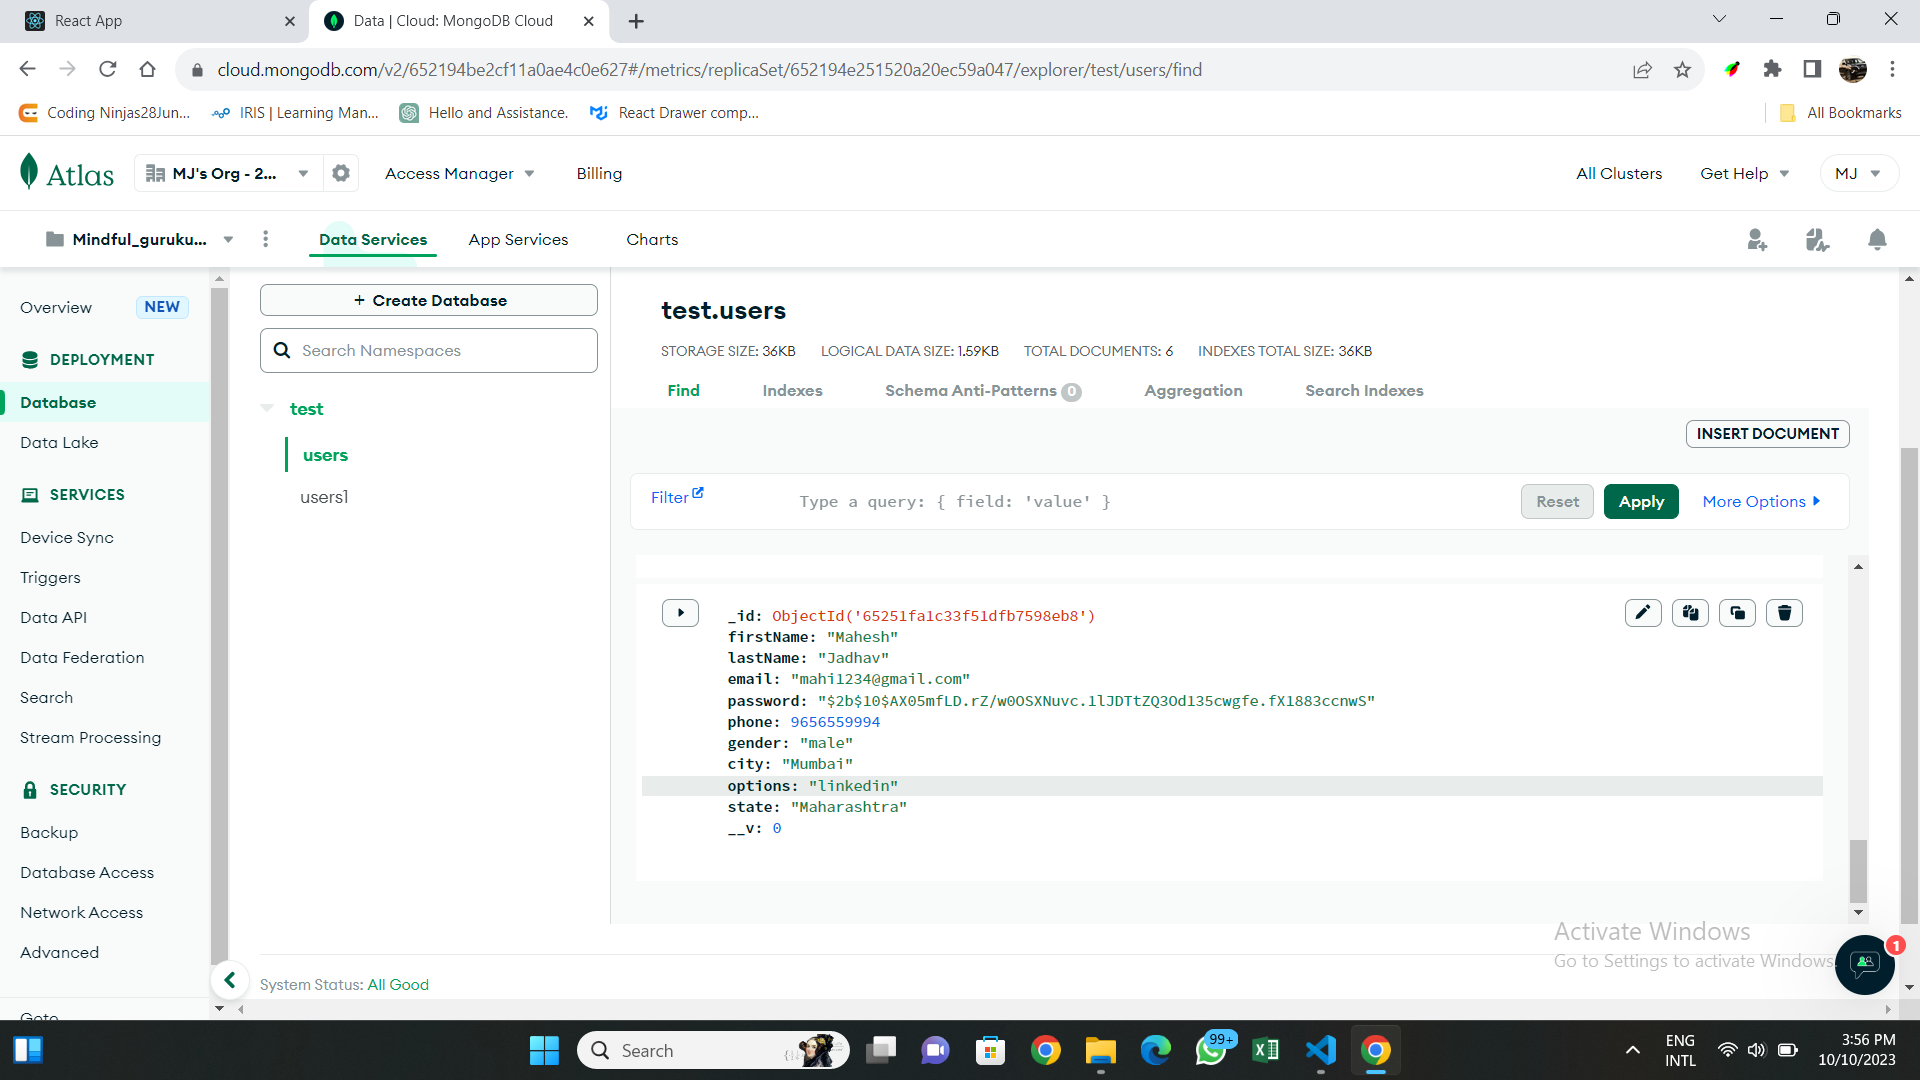 React App
Data | Cloud: MongoDB Cloud
cloud.mongodb.com/v2/652194be2cf11a0ae4c0e627#/metrics/replicaSet/652194e251520a20ec59a047/explorer/test/users/find
Coding Ninjas28Jun...
IRIS | Learning Man...
Hello and Assistance.
React Drawer comp...
All Bookmarks
Atlas
MJ's Org - 2...
Access Manager
Billing
All Clusters
Get Help
MJ
Mindful_guruku...
Data Services
App Services
Charts
Overview
NEW
DEPLOYMENT
Database
Data Lake
SERVICES
Device Sync
Triggers
Data API
Data Federation
Search
Stream Processing
SECURITY
Backup
Database Access
Network Access
Advanced
Goto
+ Create Database
Search Namespaces
test
users
users1
test.users
STORAGE SIZE: 36KB
LOGICAL DATA SIZE: 1.59KB
TOTAL DOCUMENTS: 6
INDEXES TOTAL SIZE: 36KB
Find
Indexes
Schema Anti-Patterns 0
Aggregation
Search Indexes
INSERT DOCUMENT
Filter
Type a query: { field: 'value' }
Reset
Apply
More Options
_id: ObjectId('65251fa1c33f51dfb7598eb8')
firstName: "Mahesh"
lastName: "Jadhav"
email: "mahi1234@gmail.com"
password: "$2b$10$AX05mfLD.rZ/w0OSXNuvc.1lJDTtZQ3Od135cwgfe.fX1883ccnwS"
phone: 9656559994
gender: "male"
city: "Mumbai"
options: "linkedin"
state: "Maharashtra"
__v: 0
System Status: All Good
Activate Windows
Go to Settings to activate Windows.
1
Search
99+
ENG
INTL
3:56 PM
10/10/2023